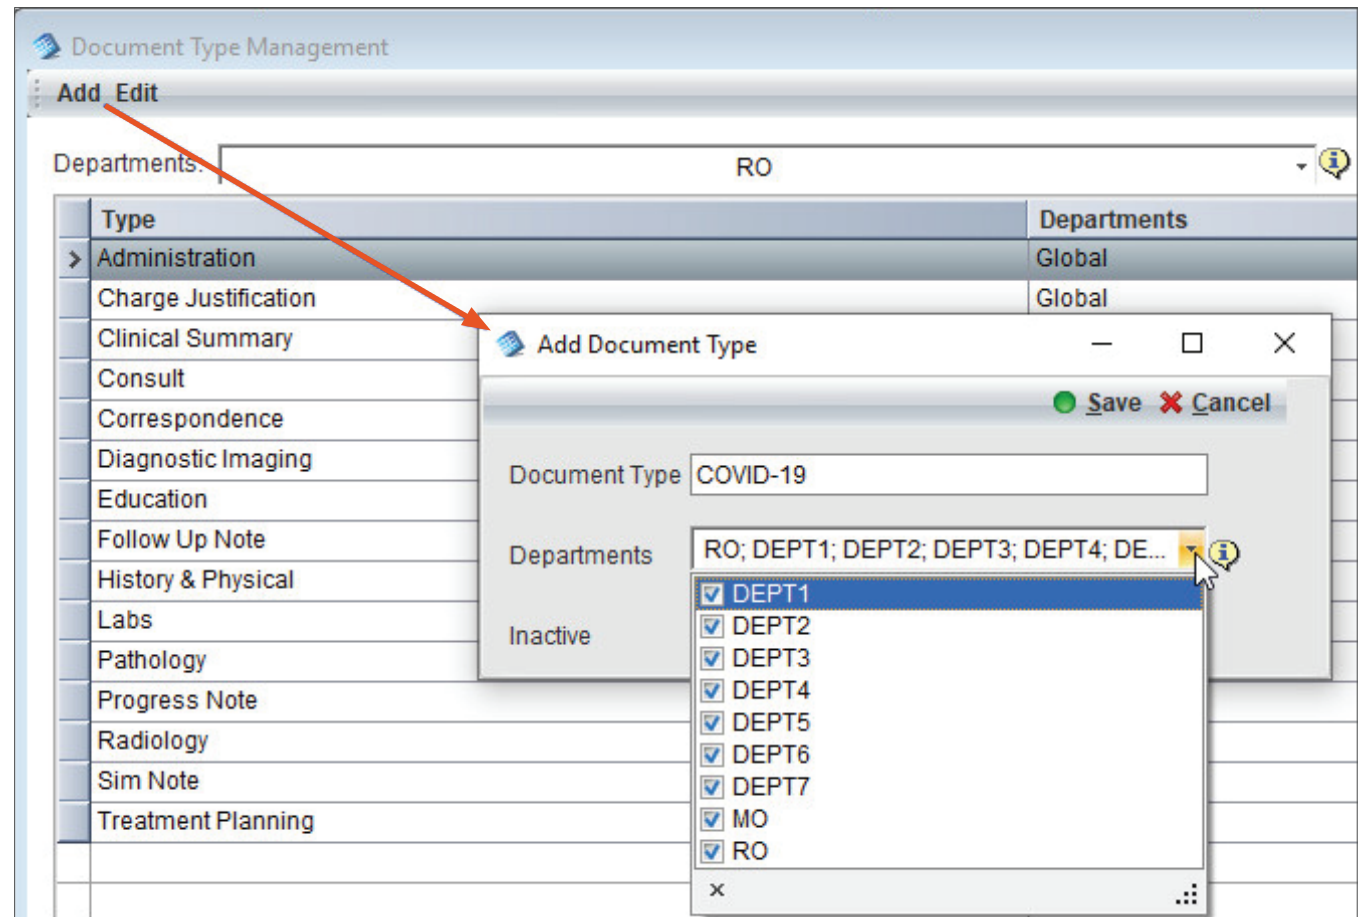 Document Type Management
Add Edit
Departments: RO
Type Departments
Administration Global
Charge Justification Global
Clinical Summary
Consult
Correspondence
Diagnostic Imaging
Education
Follow Up Note
History & Physical
Labs
Pathology
Progress Note
Radiology
Sim Note
Treatment Planning
Add Document Type
Save Cancel
Document Type COVID-19
Departments RO; DEPT1; DEPT2; DEPT3; DEPT4; DE...
Inactive
DEPT1
DEPT2
DEPT3
DEPT4
DEPT5
DEPT6
DEPT7
MO
RO